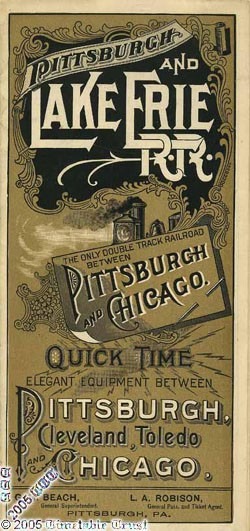 PITTSBURGH
AND
LAKE ERIE
R.R.
THE ONLY DOUBLE TRACK RAILROAD
BETWEEN
PITTSBURGH
AND CHICAGO.
QUICK TIME
ELEGANT EQUIPMENT BETWEEN
PITTSBURGH,
Cleveland, Toledo
AND CHICAGO.
BEACH,
L. A. ROBISON,
General Superintendent.
General Pass. and Ticket Agent.
PITTSBURGH, PA.
2005
© 2005 Timetable Trust